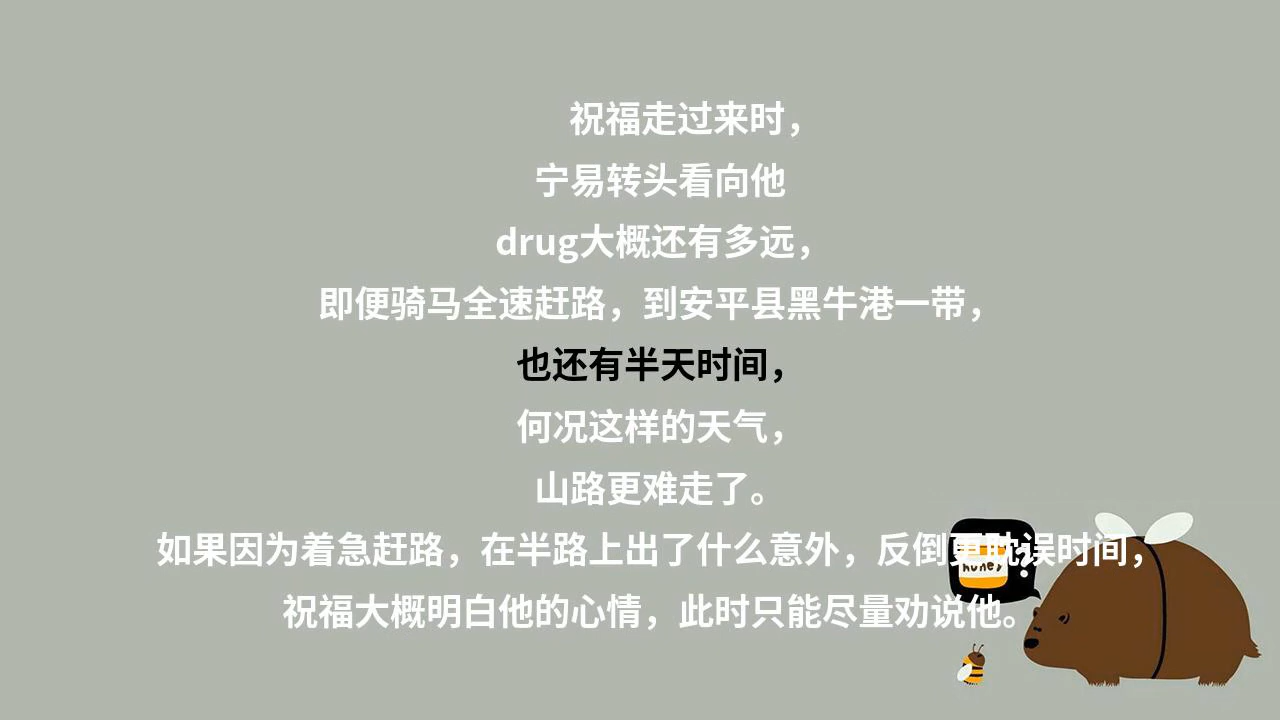 祝福走过来时，
宁易转头看向他
drug大概还有多远，
即便骑马全速赶路，到安平县黑牛港一带，
也还有半天时间，
何况这样的天气，
山路更难走了。
如果因为着急赶路，在半路上出了什么意外，反倒更耽误时间，
祝福大概明白他的心情，此时只能尽量劝说他。
huney
?